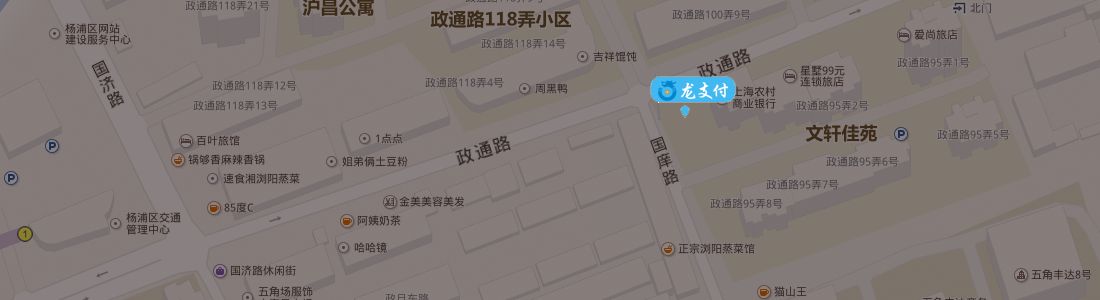 政通路118弄21号
沪昌公寓
政通路118弄小区
政通路100弄9号
北门
杨浦区网站
建设服务中心
政通路118弄14号
吉祥馄饨
政通路
爱尚旅店
国济路
政通路118弄12号
政通路118弄4号
周黑鸭
龙支付
上海农村
商业银行
星墅99元
连锁旅店
政通路95弄1号
政通路118弄13号
政通路95弄2号
百叶旅馆
1点点
政通路
文轩佳苑
P
政通路95弄5号
P
锅够香麻辣香锅
姐弟俩土豆粉
国库路
政通路95弄6号
P
速食湘浏阳蒸菜
政通路95弄7号
85度C
金美美容美发
政通路95弄8号
杨浦区交通
管理中心
阿姨奶茶
1
哈哈镜
正宗浏阳蒸菜馆
国济路休闲街
五角丰达8号
五角场服饰
猫山王